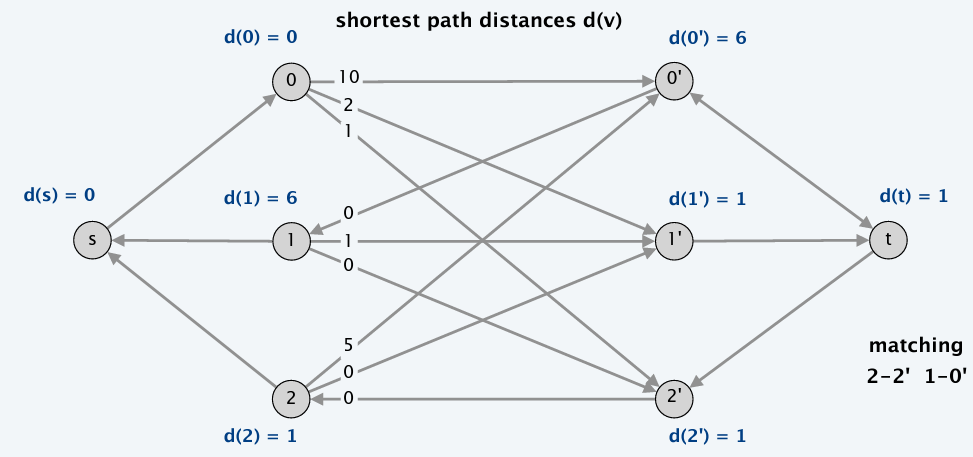 shortest path distances d(v)
d(0) = 0
d(0') = 6
0
10
0'
2
1
d(s) = 0
d(1) = 6
d(1') = 1
d(t) = 1
0
s
1
1
1'
t
0
5
matching
0
2-2' 1-0'
2
0
2'
d(2) = 1
d(2') = 1